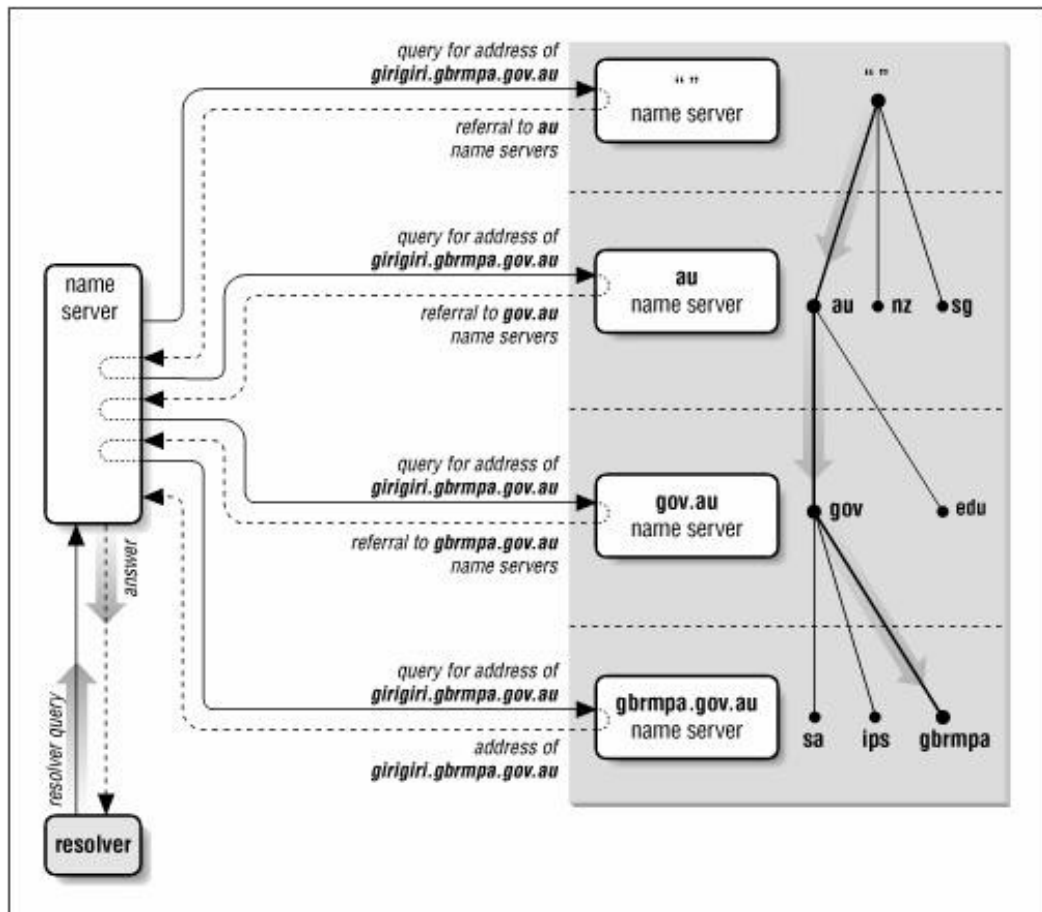 query for address of
girigiri.gbrmpa.gov.au
“ ”
name server
“ ”
referral to au
name servers
query for address of
girigiri.gbrmpa.gov.au
au
name server
name
server
au
nz
sg
referral to gov.au
name servers
query for address of
girigiri.gbrmpa.gov.au
gov.au
name server
gov
edu
referral to gbrmpa.gov.au
name servers
answer
resolver query
query for address of
girigiri.gbrmpa.gov.au
gbrmpa.gov.au
name server
sa
ips
gbrmpa
address of
girigiri.gbrmpa.gov.au
resolver